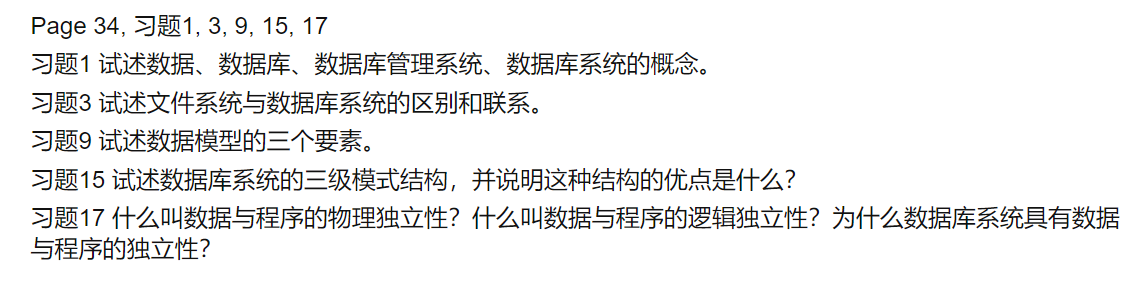 Page 34, 习题1, 3, 9, 15, 17
习题1 试述数据、数据库、数据库管理系统、数据库系统的概念。
习题3 试述文件系统与数据库系统的区别和联系。
习题9 试述数据模型的三个要素。
习题15 试述数据库系统的三级模式结构，并说明这种结构的优点是什么？
习题17 什么叫数据与程序的物理独立性？什么叫数据与程序的逻辑独立性？为什么数据库系统具有数据
与程序的独立性？